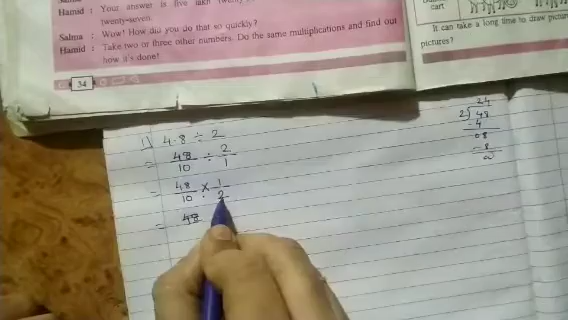 Hamid : Your answer is five lakh twenty
twenty-seven.
Salma : Wow! How did you do that so quickly?
Hamid : Take two or three other numbers. Do the same multiplications and find out
how it's done!
34
cart
It can take a long time to draw
pictures?
1) 4.8 ÷ 2
= 48/10 ÷ 2/1
= 48/10 × 1/2
= 48
24
2) 48
-4
08
-8
0